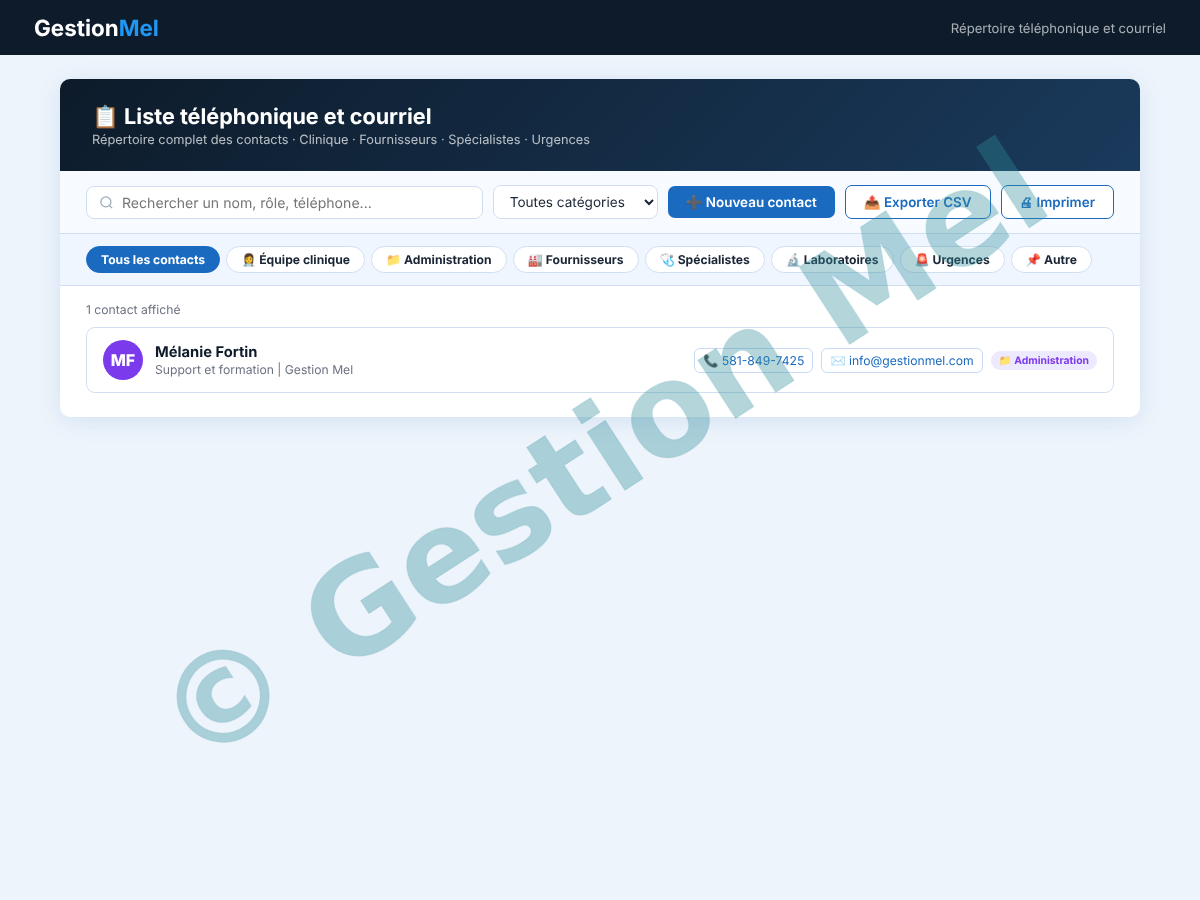 GestionMel
Répertoire téléphonique et courriel
📋 Liste téléphonique et courriel
Répertoire complet des contacts · Clinique · Fournisseurs · Spécialistes · Urgences
Rechercher un nom, rôle, téléphone...
Toutes catégories
➕ Nouveau contact
📤 Exporter CSV
🖨 Imprimer
Tous les contacts
👩‍⚕️ Équipe clinique
📁 Administration
🏭 Fournisseurs
🩺 Spécialistes
🔬 Laboratoires
🚨 Urgences
📌 Autre
1 contact affiché
MF
Mélanie Fortin
Support et formation | Gestion Mel
📞 581-849-7425
✉️ info@gestionmel.com
📁 Administration
© Gestion Mel